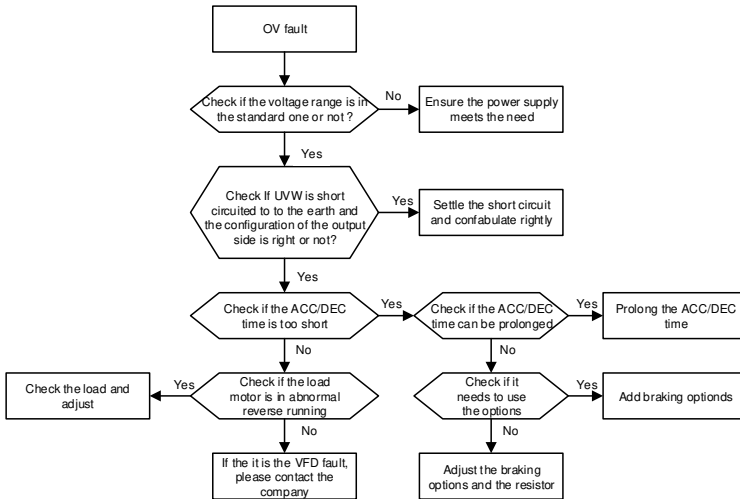 OV fault
Check if the voltage range is in
the standard one or not ?
No
Ensure the power supply
meets the need
Yes
Check If UVW is short
circuited to to the earth and
the configuration of the output
side is right or not?
Yes
Settle the short circuit
and confabulate rightly
Yes
Check if the ACC/DEC
time is too short
Yes
Check if the ACC/DEC
time can be prolonged
Yes
Prolong the ACC/DEC
time
No
No
Check the load and
adjust
Yes
Check if the load
motor is in abnormal
reverse running
Check if it
needs to use
the options
Yes
Add braking optionds
No
No
If the it is the VFD fault,
please contact the
company
Adjust the braking
options and the resistor